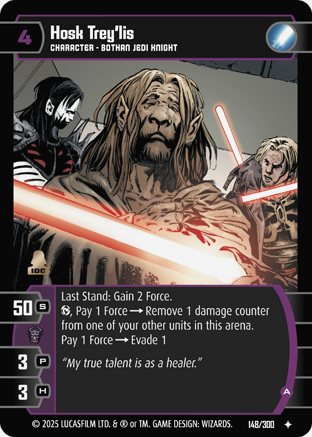 4
Hosk Trey'lis
CHARACTER • BOTHAN JEDI KNIGHT
IDC
50 S
Last Stand: Gain 2 Force.
, Pay 1 Force → Remove 1 damage counter
from one of your other units in this arena.
Pay 1 Force → Evade 1
3 P
“My true talent is as a healer.”
3 H
A
© 2025 LUCASFILM LTD. & ® OR TM. GAME DESIGN: WIZARDS. 148/300